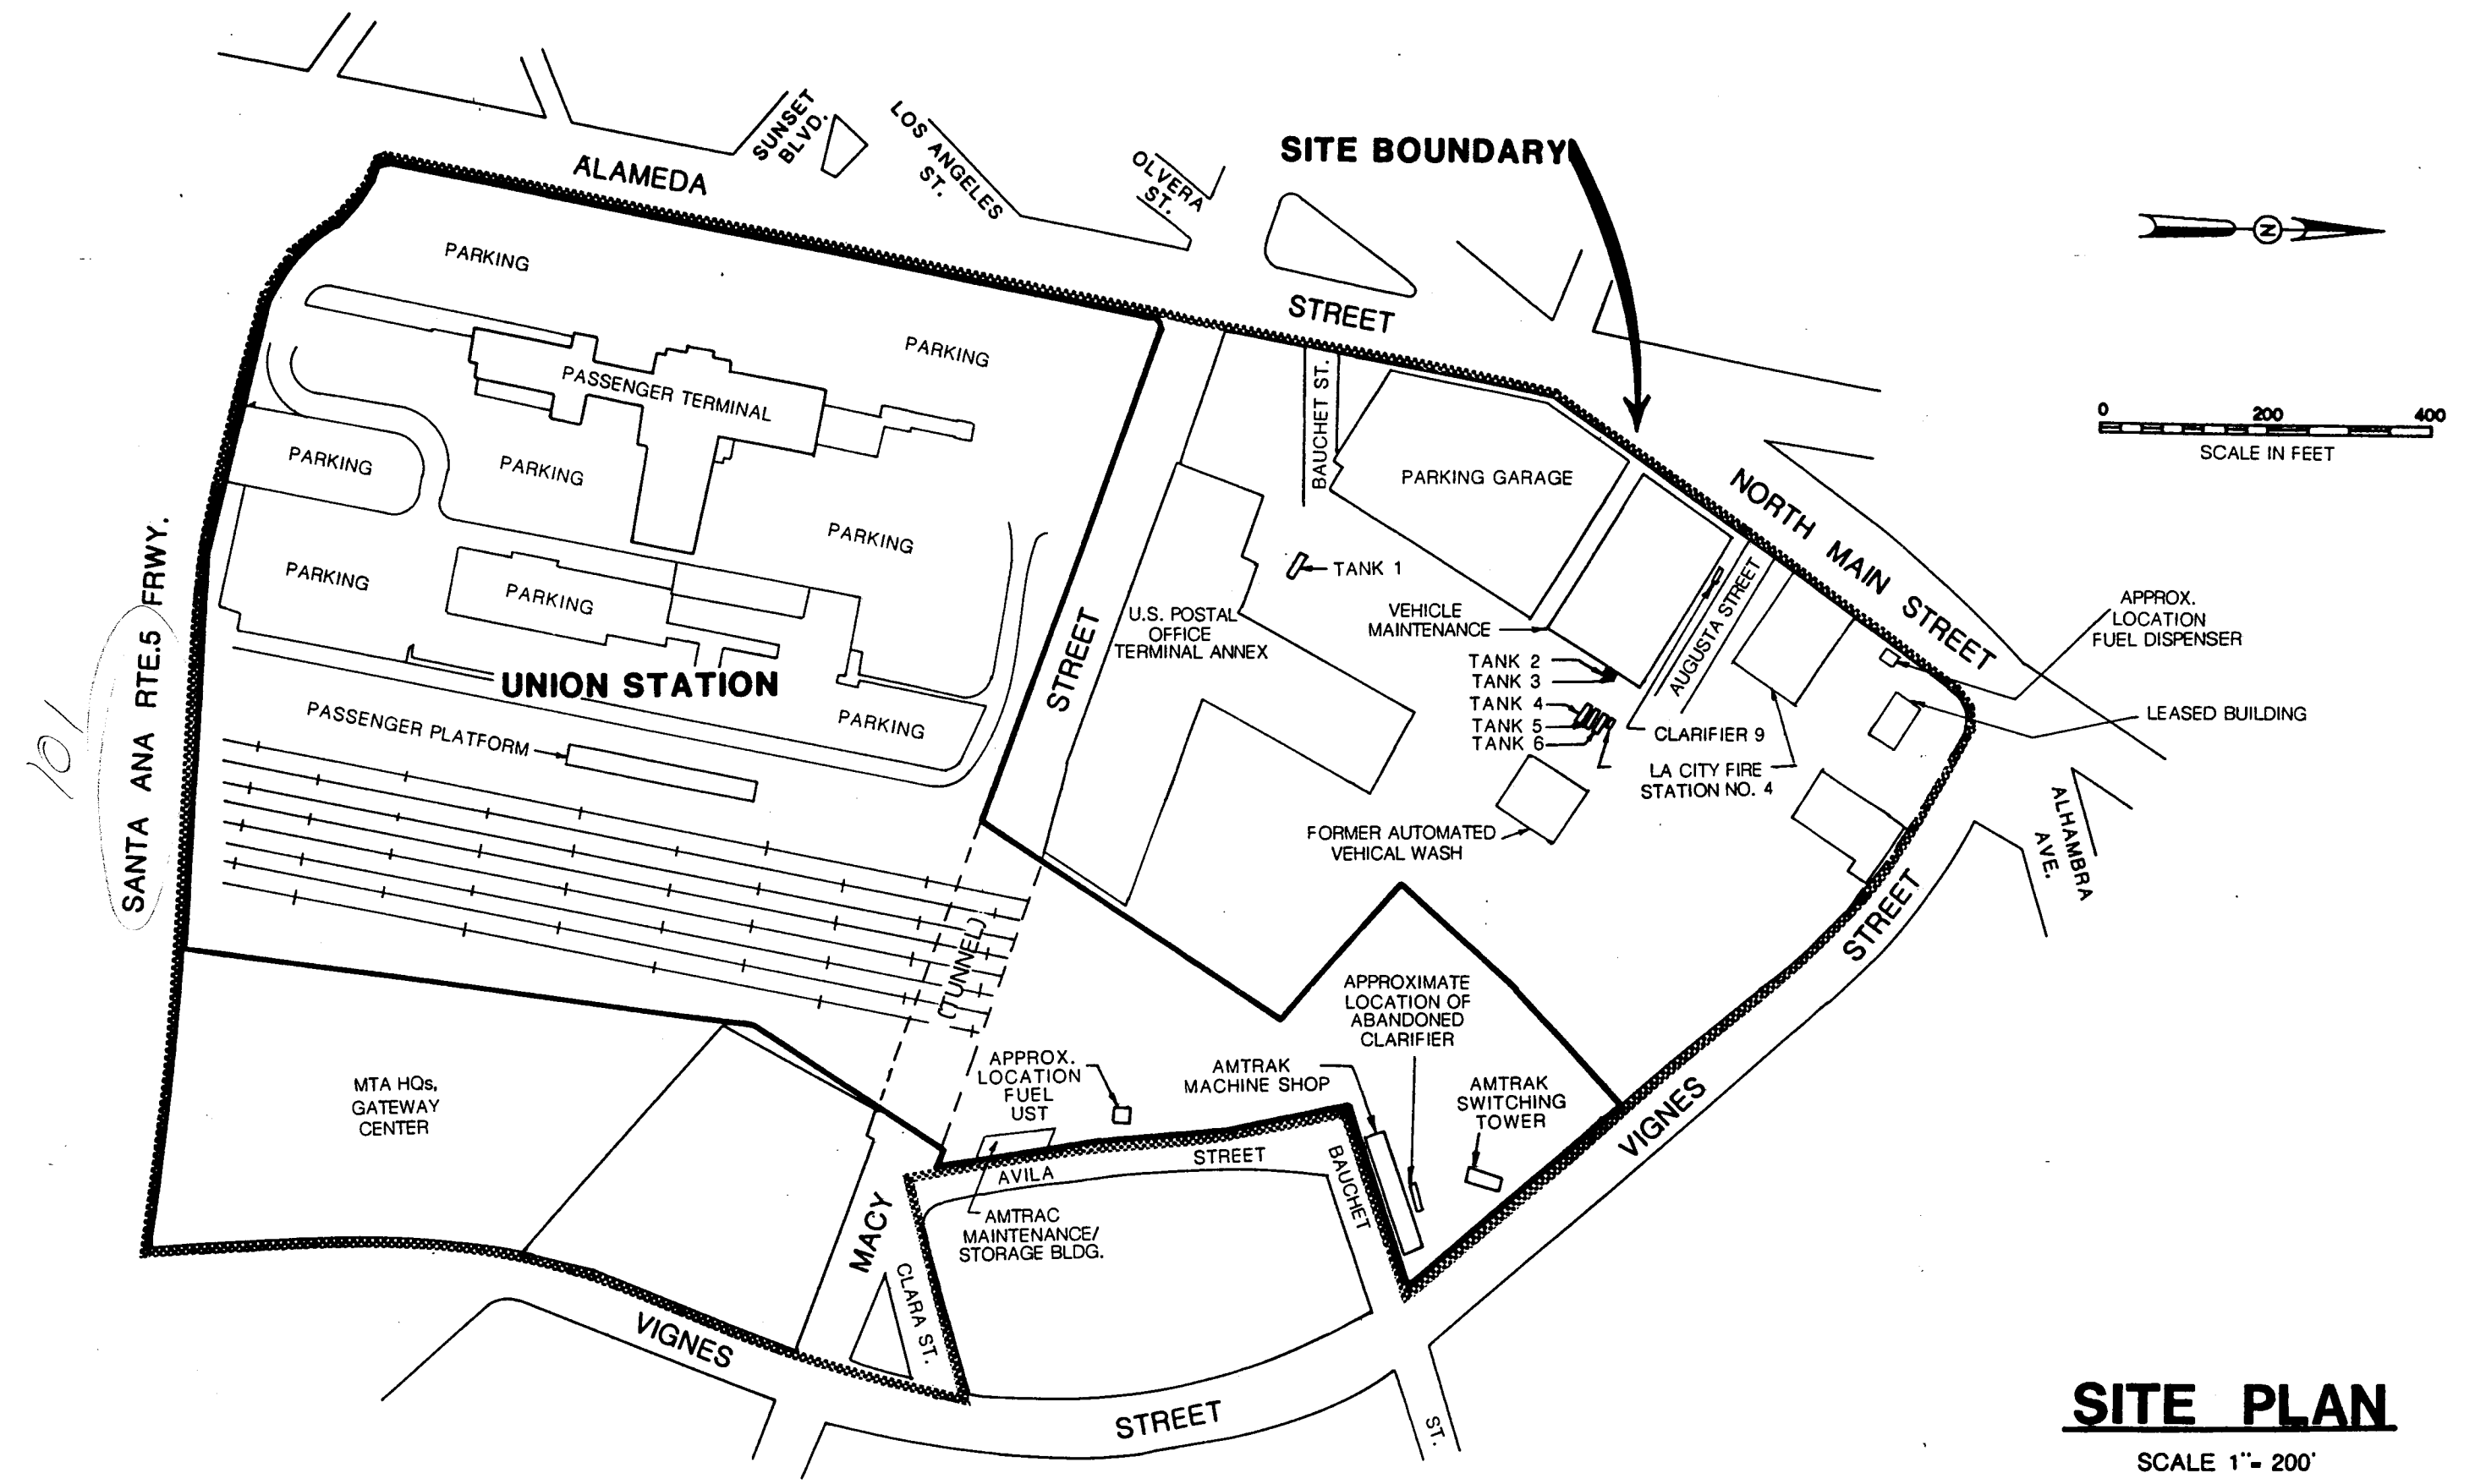 SUNSET
BLVD.
LOS ANGELES
ST.
OLVERA
ST.
SITE BOUNDARY
ALAMEDA
STREET
N
0 200 400
SCALE IN FEET
PARKING
PARKING
PASSENGER TERMINAL
PARKING
PARKING
PARKING
PARKING
PARKING
PARKING
UNION STATION
PASSENGER PLATFORM
101
SANTA ANA RTE.5 FRWY.
STREET
BAUCHET ST.
PARKING GARAGE
NORTH MAIN STREET
TANK 1
U.S. POSTAL
OFFICE
TERMINAL ANNEX
VEHICLE
MAINTENANCE
AUGUSTA STREET
TANK 2
TANK 3
TANK 4
TANK 5
TANK 6
CLARIFIER 9
LA CITY FIRE
STATION NO. 4
APPROX.
LOCATION
FUEL DISPENSER
LEASED BUILDING
FORMER AUTOMATED
VEHICAL WASH
ALHAMBRA
AVE.
STREET
(TUNNEL)
APPROXIMATE
LOCATION OF
ABANDONED
CLARIFIER
APPROX.
LOCATION
FUEL
UST
AMTRAK
MACHINE SHOP
AMTRAK
SWITCHING
TOWER
VIGNES
MTA HQs,
GATEWAY
CENTER
AVILA
STREET
BAUCHET
MACY
CLARA ST.
AMTRAC
MAINTENANCE/
STORAGE BLDG.
VIGNES
STREET
ST.
SITE PLAN
SCALE 1"= 200'